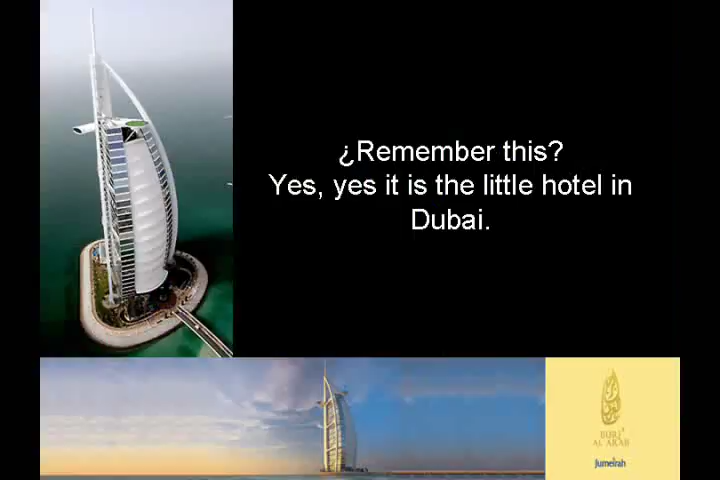 ¿Remember this?
Yes, yes it is the little hotel in
Dubai.
BURJ
AL ARAB
Jumeirah